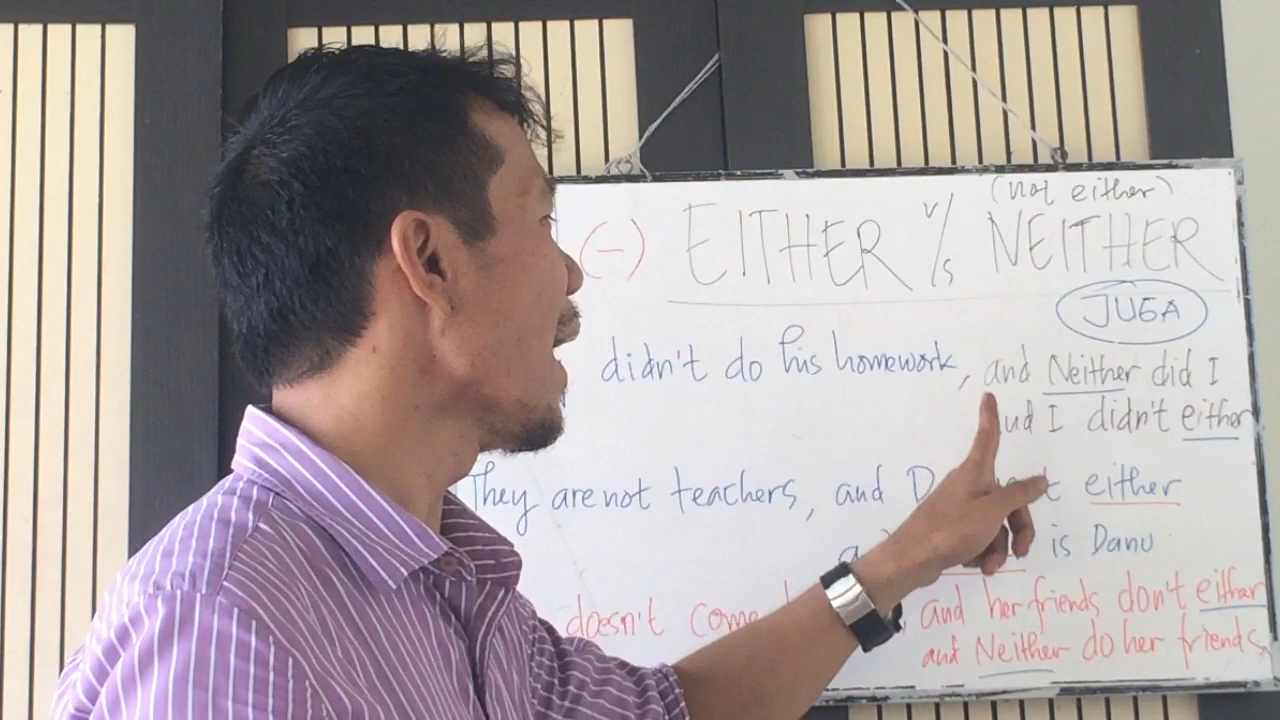 (not either)
(-) EITHER v/s NEITHER
JUGA
didn't do his homework, and Neither did I
and I didn't either
They are not teachers, and either
is Danu
doesn't come and her friends don't either
and Neither do her friends.